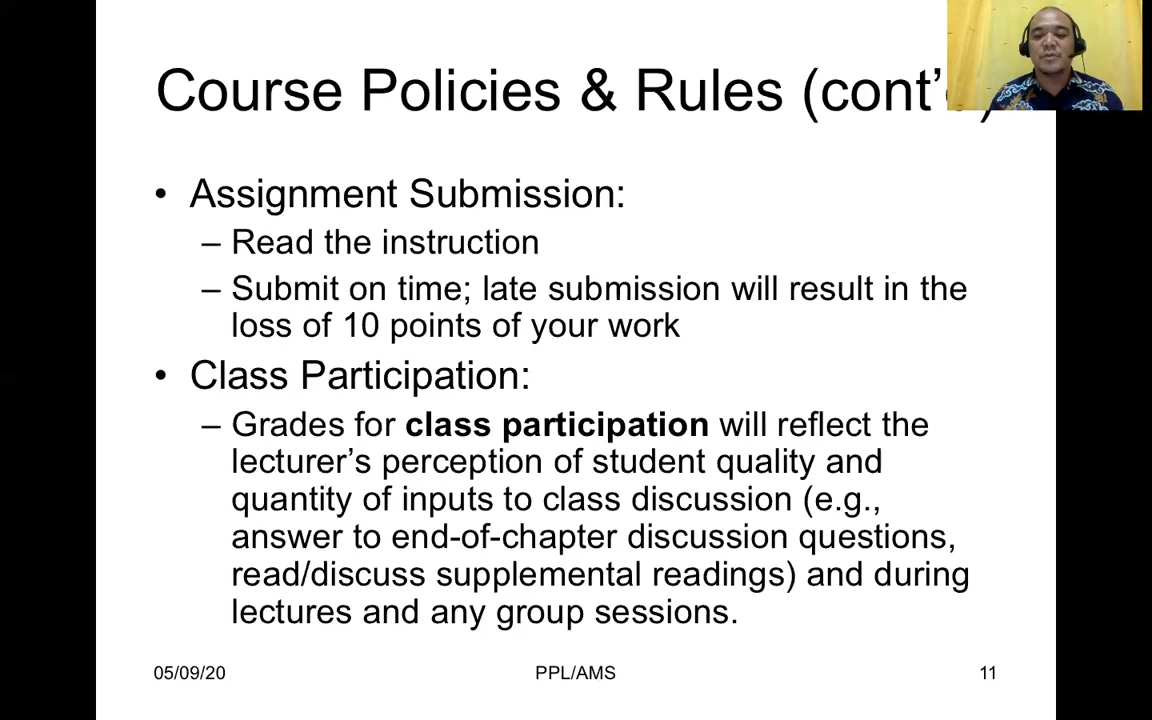 Course Policies & Rules (cont’
• Assignment Submission:
– Read the instruction
– Submit on time; late submission will result in the
loss of 10 points of your work
• Class Participation:
– Grades for class participation will reflect the
lecturer’s perception of student quality and
quantity of inputs to class discussion (e.g.,
answer to end-of-chapter discussion questions,
read/discuss supplemental readings) and during
lectures and any group sessions.
05/09/20 PPL/AMS 11